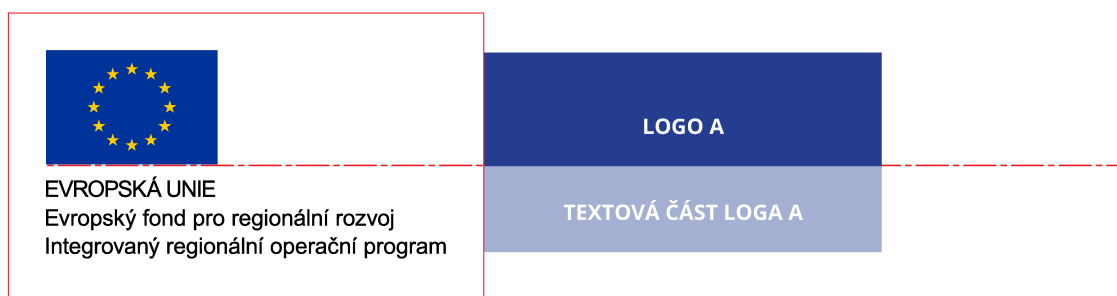 LOGO A
EVROPSKÁ UNIE
Evropský fond pro regionální rozvoj
Integrovaný regionální operační program
TEXTOVÁ ČÁST LOGA A